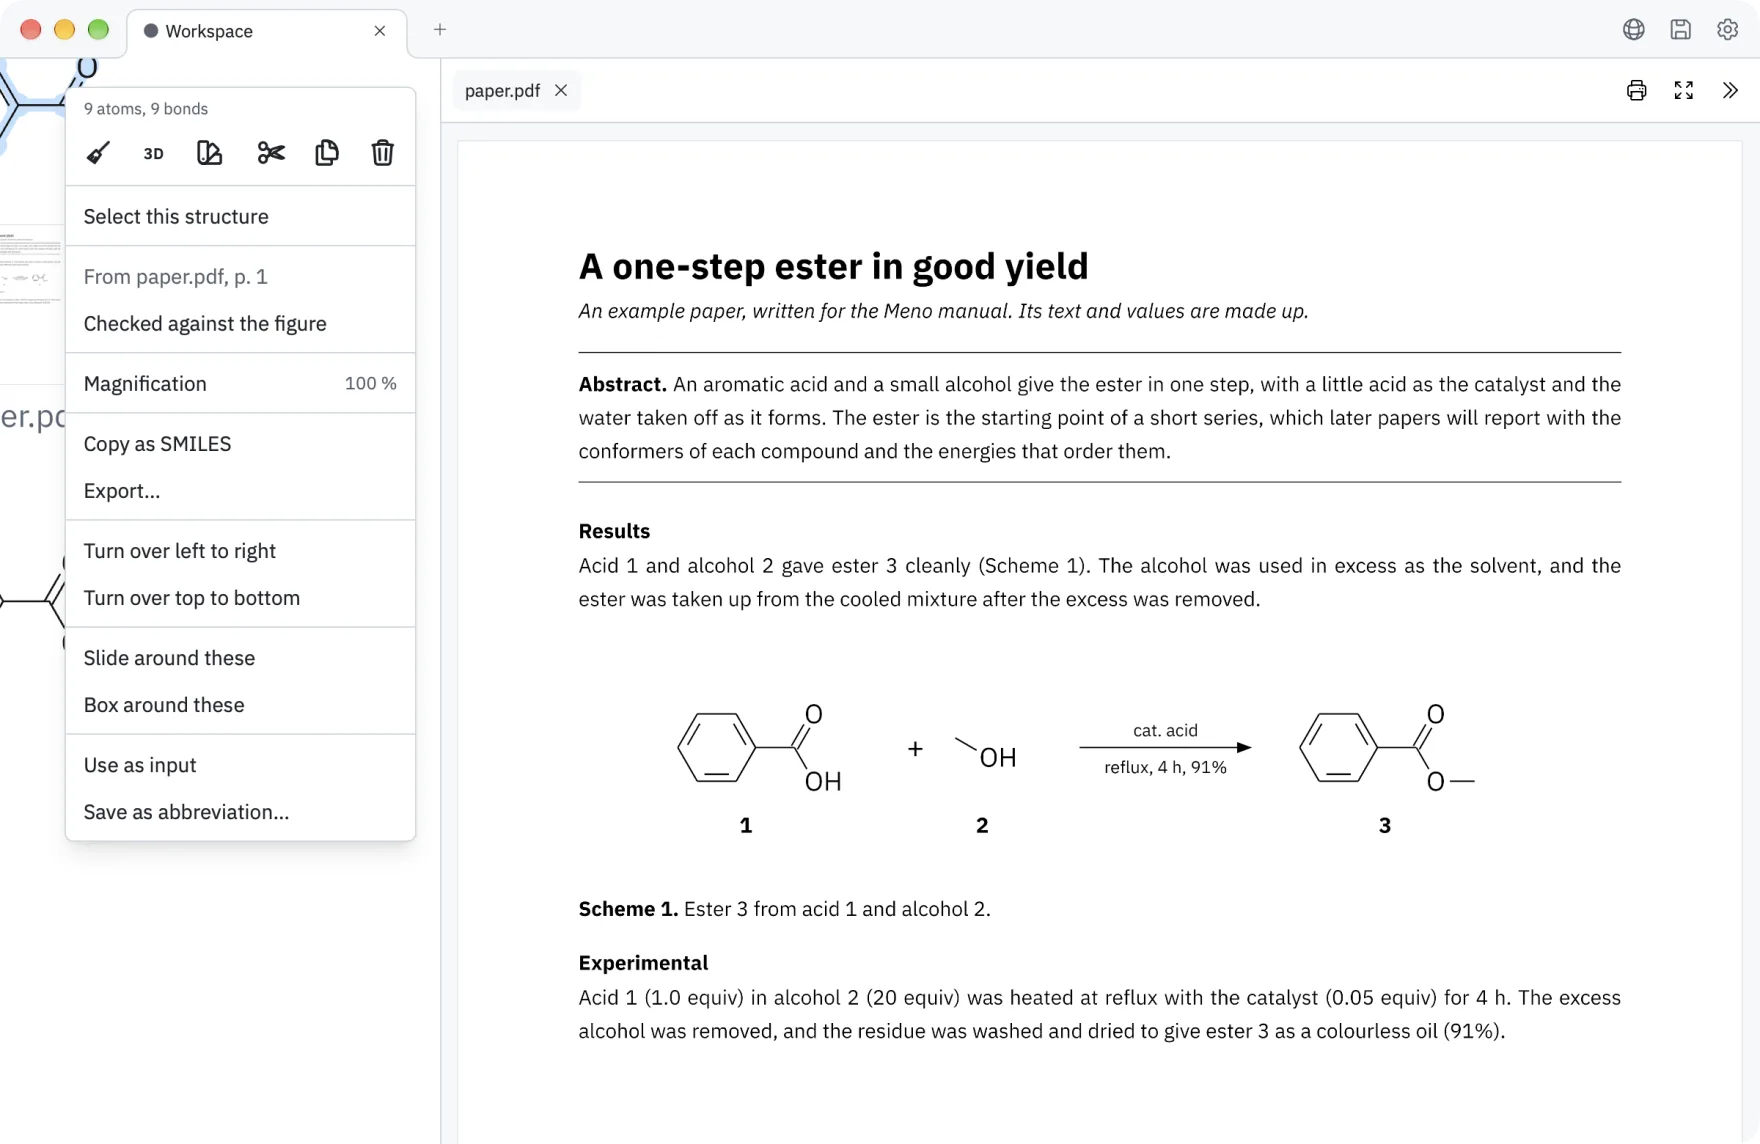 Workspace
O
paper.pdf
9 atoms, 9 bonds
3D
Select this structure
From paper.pdf, p. 1
Checked against the figure
Magnification 100 %
er.pd
Copy as SMILES
Export...
Turn over left to right
Turn over top to bottom
Slide around these
Box around these
Use as input
Save as abbreviation...
A one-step ester in good yield
An example paper, written for the Meno manual. Its text and values are made up.
Abstract. An aromatic acid and a small alcohol give the ester in one step, with a little acid as the catalyst and the
water taken off as it forms. The ester is the starting point of a short series, which later papers will report with the
conformers of each compound and the energies that order them.
Results
Acid 1 and alcohol 2 gave ester 3 cleanly (Scheme 1). The alcohol was used in excess as the solvent, and the
ester was taken up from the cooled mixture after the excess was removed.
O
OH
+
OH
cat. acid
reflux, 4 h, 91%
O
O
1 2 3
Scheme 1. Ester 3 from acid 1 and alcohol 2.
Experimental
Acid 1 (1.0 equiv) in alcohol 2 (20 equiv) was heated at reflux with the catalyst (0.05 equiv) for 4 h. The excess
alcohol was removed, and the residue was washed and dried to give ester 3 as a colourless oil (91%).